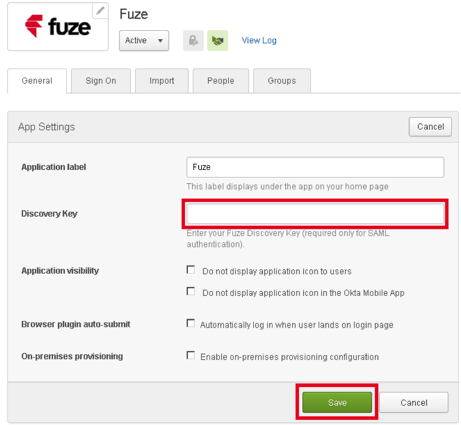 fuze
Fuze
Active
View Log
General
Sign On
Import
People
Groups
App Settings
Cancel
Application label
Fuze
This label displays under the app on your home page
Discovery Key
Enter your Fuze Discovery Key (required only for SAML
authentication).
Application visibility
Do not display application icon to users
Do not display application icon in the Okta Mobile App
Browser plugin auto-submit
Automatically log in when user lands on login page
On-premises provisioning
Enable on-premises provisioning configuration
Save
Cancel